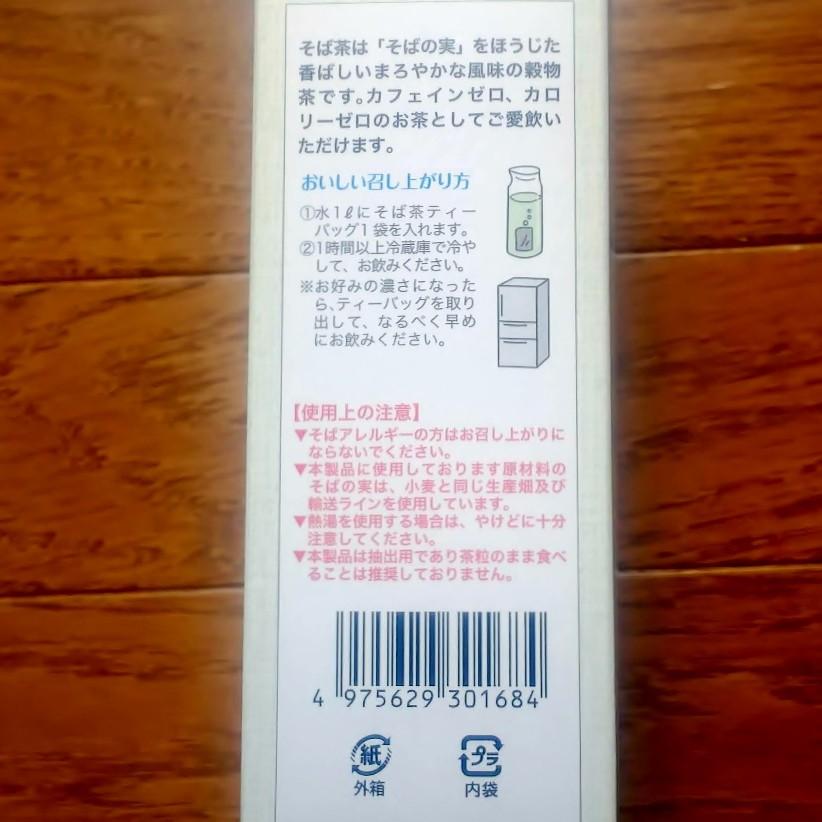 そば茶は「そばの実」をほうじた
香ばしいまろやかな風味の穀物
茶です。カフェインゼロ、カロ
リーゼロのお茶としてご愛飲い
ただけます。
おいしい召し上がり方
①水1ℓにそば茶ティー
バッグ1袋を入れます。
②1時間以上冷蔵庫で冷や
して、お飲みください。
※お好みの濃さになった
ら、ティーバッグを取り
出して、なるべく早め
にお飲みください。
【使用上の注意】
▼そばアレルギーの方はお召し上がりに
ならないでください。
▼本製品に使用しております原材料の
そばの実は、小麦と同じ生産畑及び
輸送ラインを使用しています。
▼熱湯を使用する場合は、やけどに十分
注意してください。
▼本製品は抽出用であり茶粒のまま食べ
ることは推奨しておりません。
4 975629 301684
紙
外箱
プラ
内袋